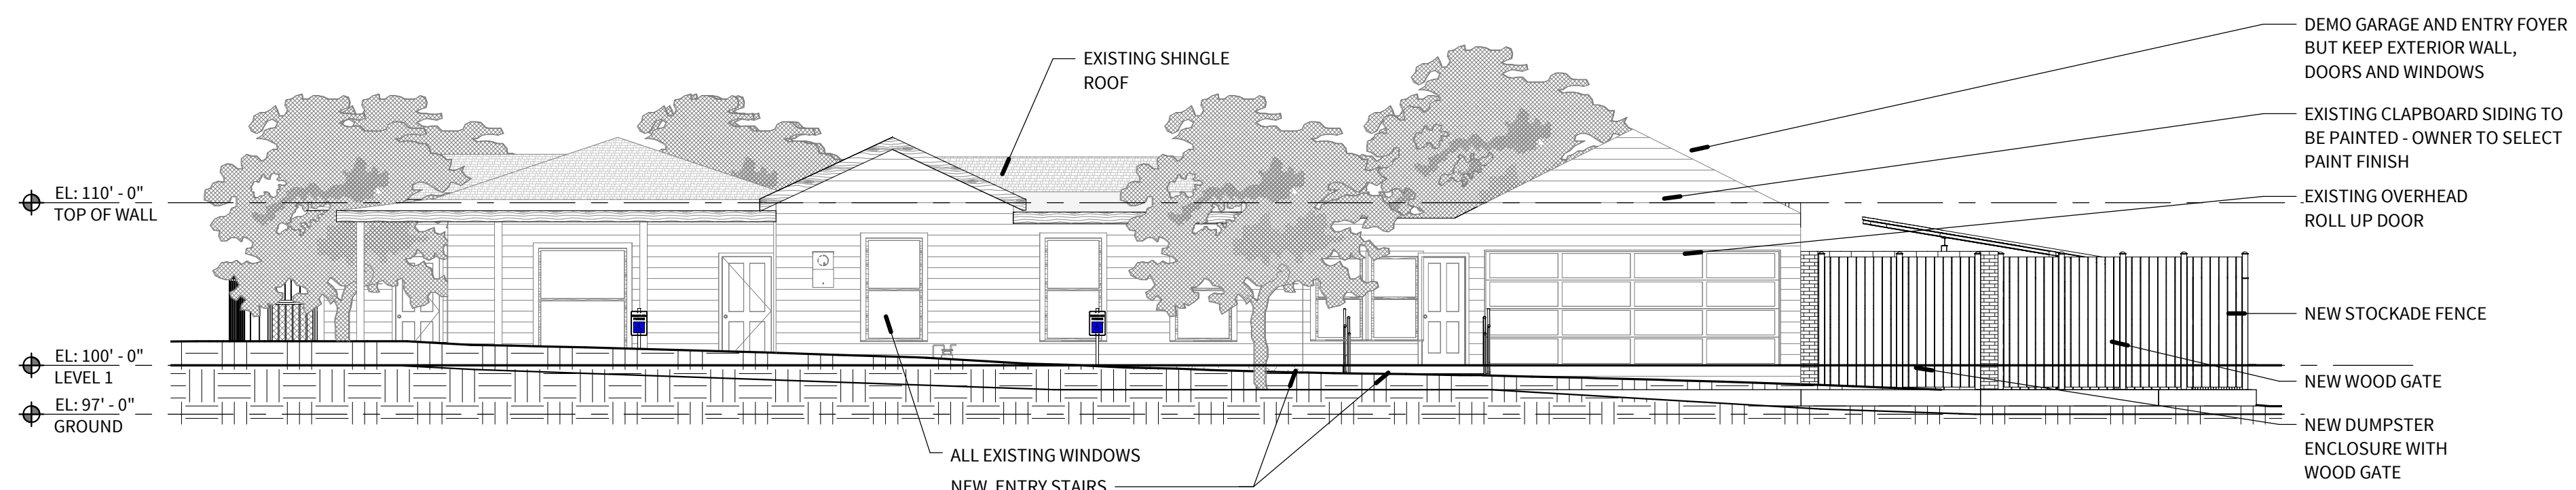 EXISTING SHINGLE
ROOF
DEMO GARAGE AND ENTRY FOYER
BUT KEEP EXTERIOR WALL,
DOORS AND WINDOWS
EXISTING CLAPBOARD SIDING TO
BE PAINTED - OWNER TO SELECT
PAINT FINISH
EXISTING OVERHEAD
ROLL UP DOOR
NEW STOCKADE FENCE
NEW WOOD GATE
NEW DUMPSTER
ENCLOSURE WITH
WOOD GATE
EL: 110' - 0"
TOP OF WALL
EL: 100' - 0"
LEVEL 1
EL: 97' - 0"
GROUND
ALL EXISTING WINDOWS
NEW ENTRY STAIRS